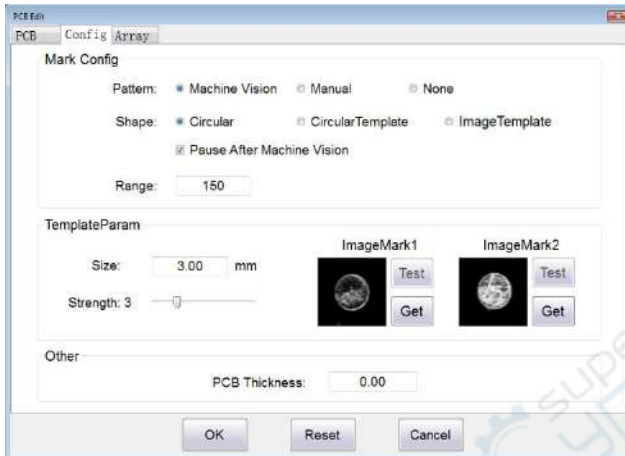 PCB Edit
PCB Config Array
Mark Config
Pattern: Machine Vision Manual None
Shape: Circular CircularTemplate ImageTemplate
Pause After Machine Vision
Range: 150
TemplateParam
ImageMark1 ImageMark2
Size: 3.00 mm Test Test
Strength: 3 Get Get
Other
PCB Thickness: 0.00
OK Reset Cancel